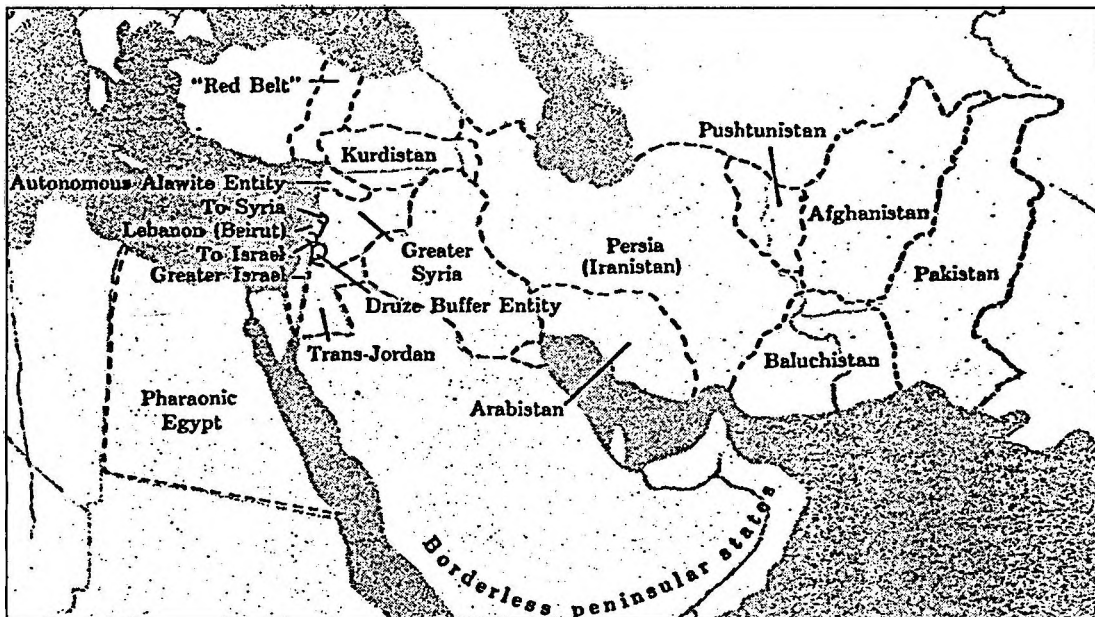 "Red Belt"
Pushtunistan
Kurdistan
Autonomous Alawite Entity
To Syria
Lebanon (Beirut)
To Israel
Greater Israel
Greater
Syria
Persia
(Iranistan)
Afghanistan
Pakistan
Druze Buffer Entity
Trans-Jordan
Baluchistan
Pharaonic
Egypt
Arabistan
Borderless peninsular states